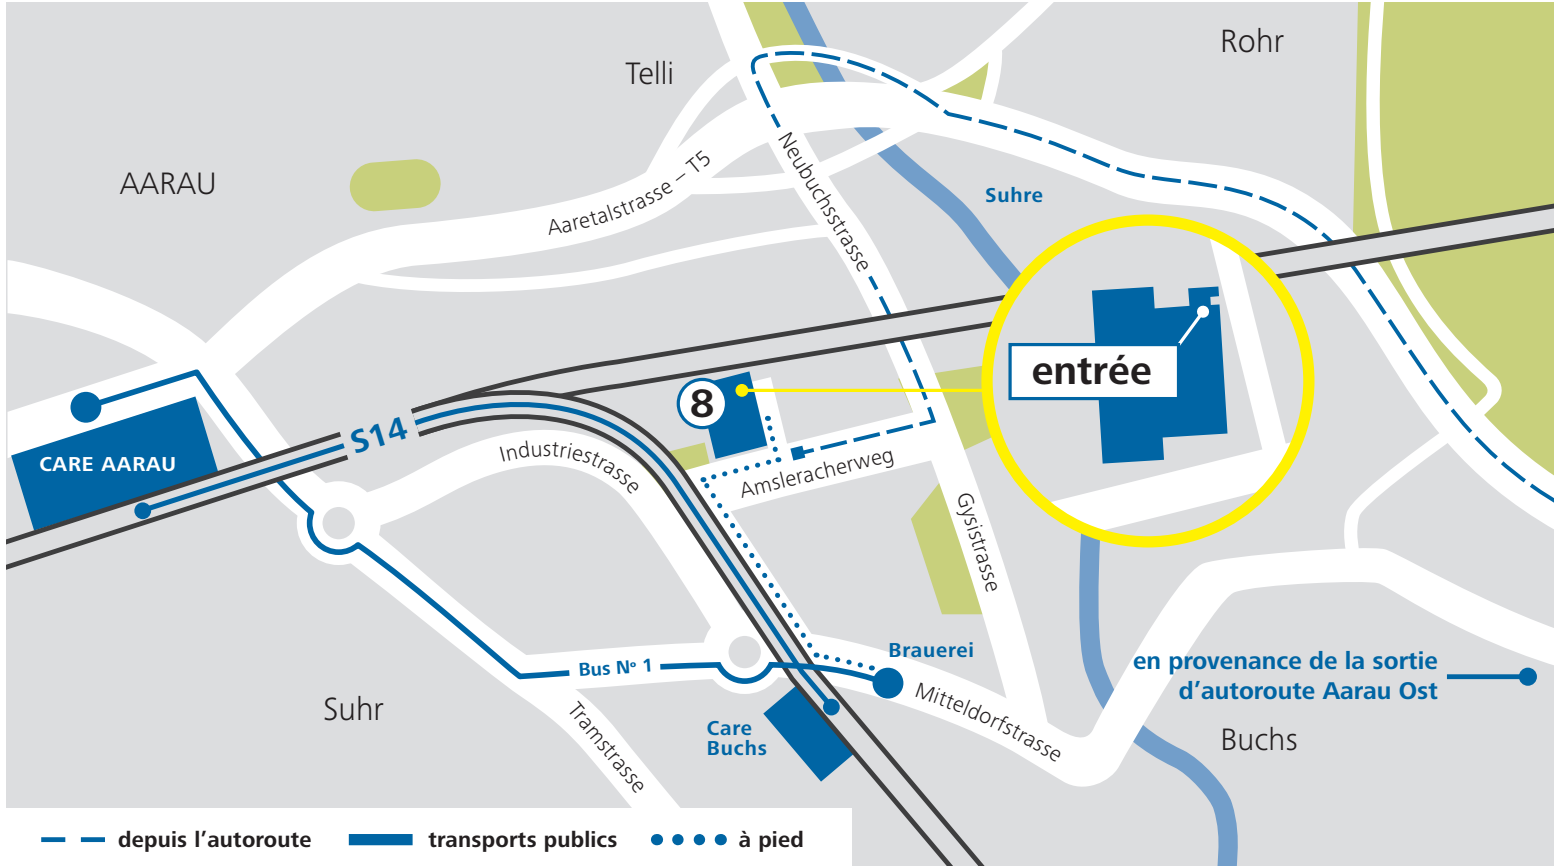 Rohr
Telli
AARAU
Aaretalstrasse – T5
Neubuchsstrasse
Suhre
entrée
8
S14
CARE AARAU
Industriestrasse
Amsleracherweg
Gysistrasse
Brauerei
Bus Nº 1
en provenance de la sortie
d’autoroute Aarau Ost
Mitteldorfstrasse
Suhr
Tramstrasse
Care
Buchs
Buchs
depuis l’autoroute
transports publics
à pied